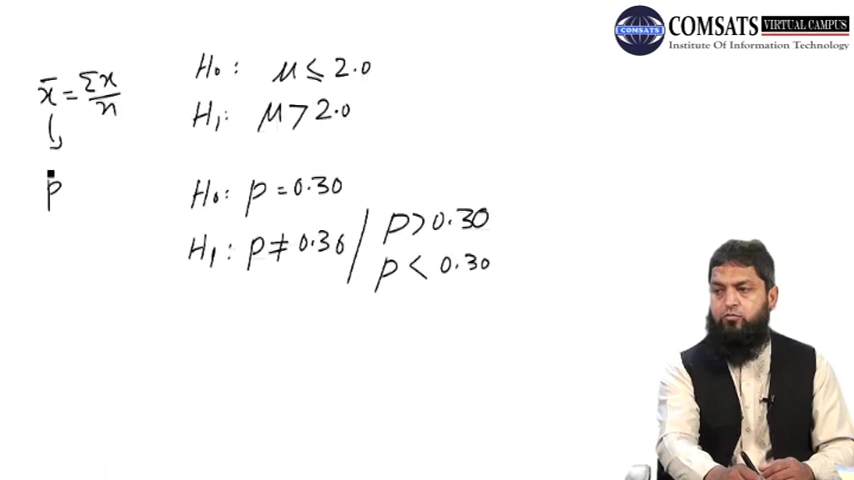 COMSATS VIRTUAL CAMPUS
Institute Of Information Technology
COMSATS
x̄ = Σx/n
H₀ : μ ≤ 2.0
H₁ : μ > 2.0
p
H₀ : p = 0.30
H₁ : p ≠ 0.30 / p > 0.30
p < 0.30